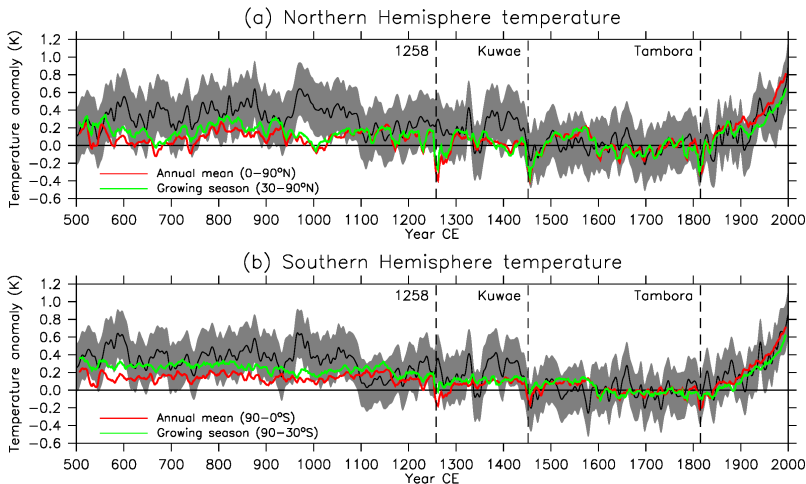 (a) Northern Hemisphere temperature
1258 Kuwae Tambora
Temperature anomaly (K)
1.2
1.0
0.8
0.6
0.4
0.2
0.0
-0.2
-0.4
-0.6
Annual mean (0-90°N)
Growing season (30-90°N)
500 600 700 800 900 1000 1100 1200 1300 1400 1500 1600 1700 1800 1900 2000
Year CE
(b) Southern Hemisphere temperature
1258 Kuwae Tambora
Temperature anomaly (K)
1.2
1.0
0.8
0.6
0.4
0.2
0.0
-0.2
-0.4
-0.6
Annual mean (90-0°S)
Growing season (90-30°S)
500 600 700 800 900 1000 1100 1200 1300 1400 1500 1600 1700 1800 1900 2000
Year CE